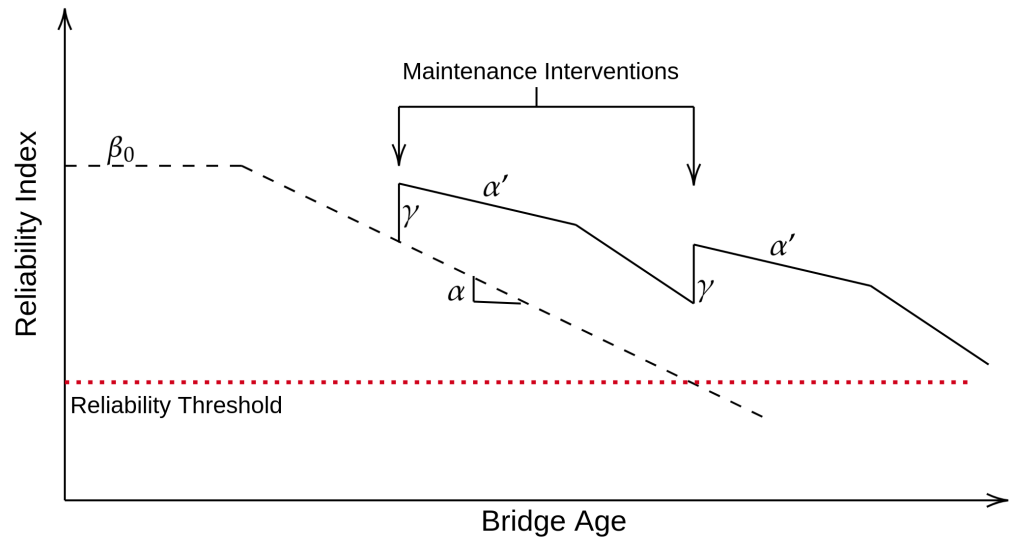 Maintenance Interventions
β0
α′
γ
α′
γ
α
Reliability Index
Reliability Threshold
Bridge Age